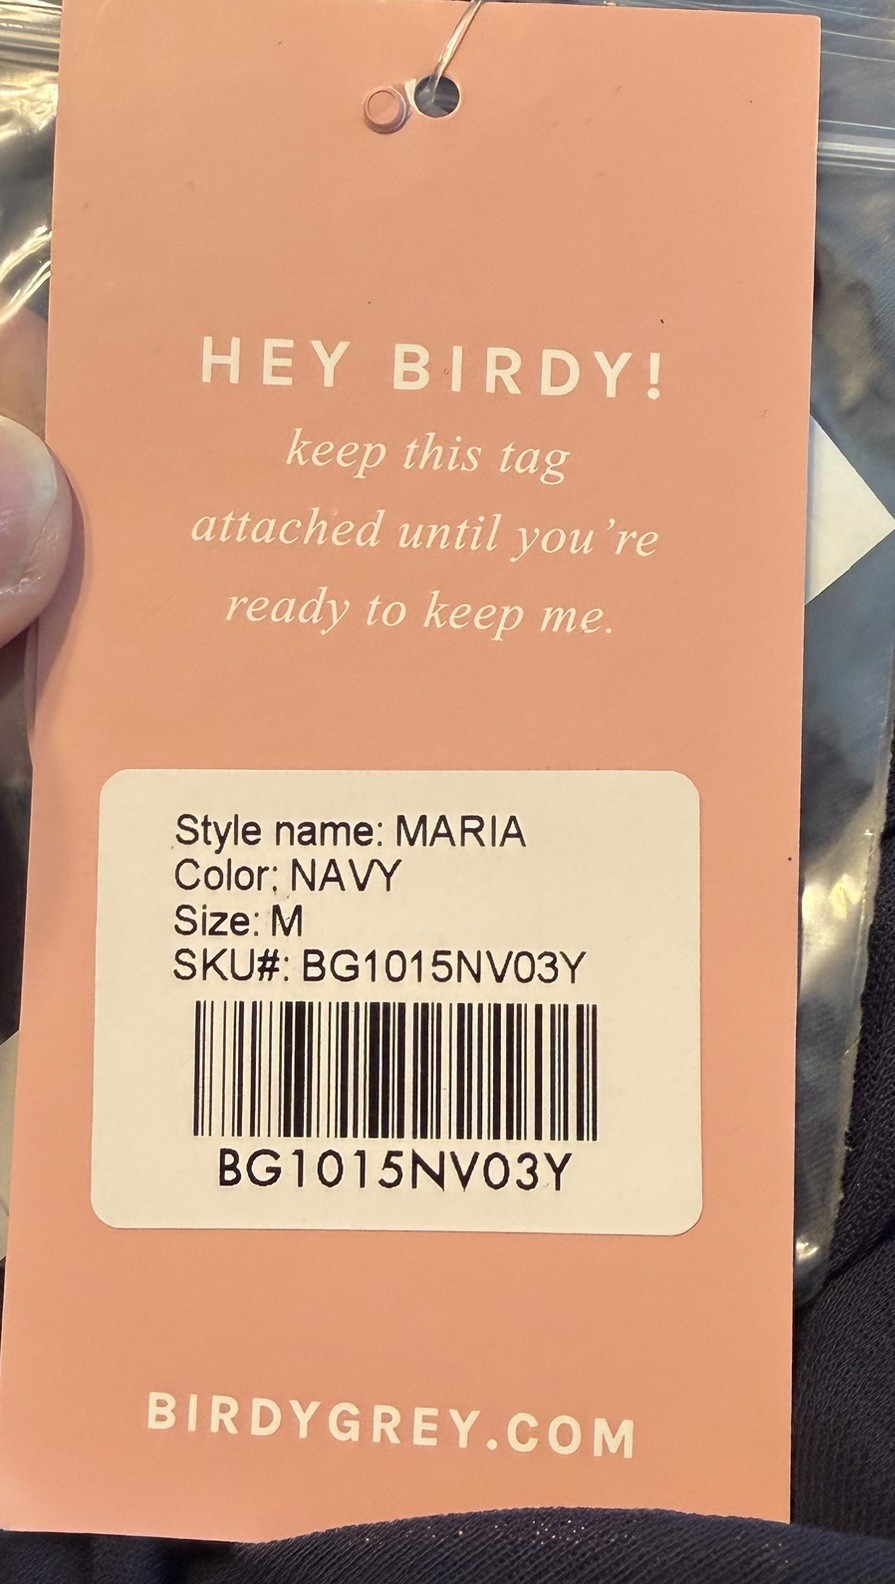 HEY BIRDY!
keep this tag
attached until you're
ready to keep me.
Style name: MARIA
Color: NAVY
Size: M
SKU#: BG1015NV03Y
BG1015NV03Y
BIRDYGREY.COM